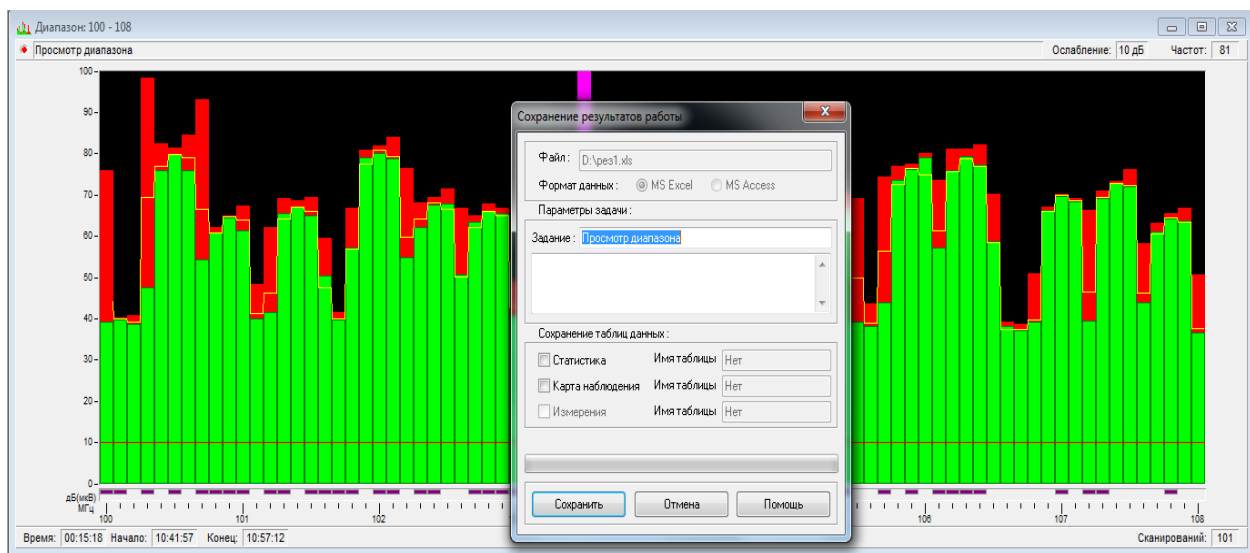 Диапазон: 100 - 108
Просмотр диапазона
Ослабление: 10 дБ Частот: 81
100
90
80
70
60
50
40
30
20
10
0
дБ(мкВ)
МГц
100 101 102 106 107 108
Время: 00:15:18 Начало: 10:41:57 Конец: 10:57:12
Сканирований: 101
Сохранение результатов работы
Файл: D:\рез1.xls
Формат данных: MS Excel MS Access
Параметры задачи:
Задание: Просмотр диапазона
Сохранение таблиц данных:
Статистика Имя таблицы Нет
Карта наблюдения Имя таблицы Нет
Измерения Имя таблицы Нет
Сохранить Отмена Помощь